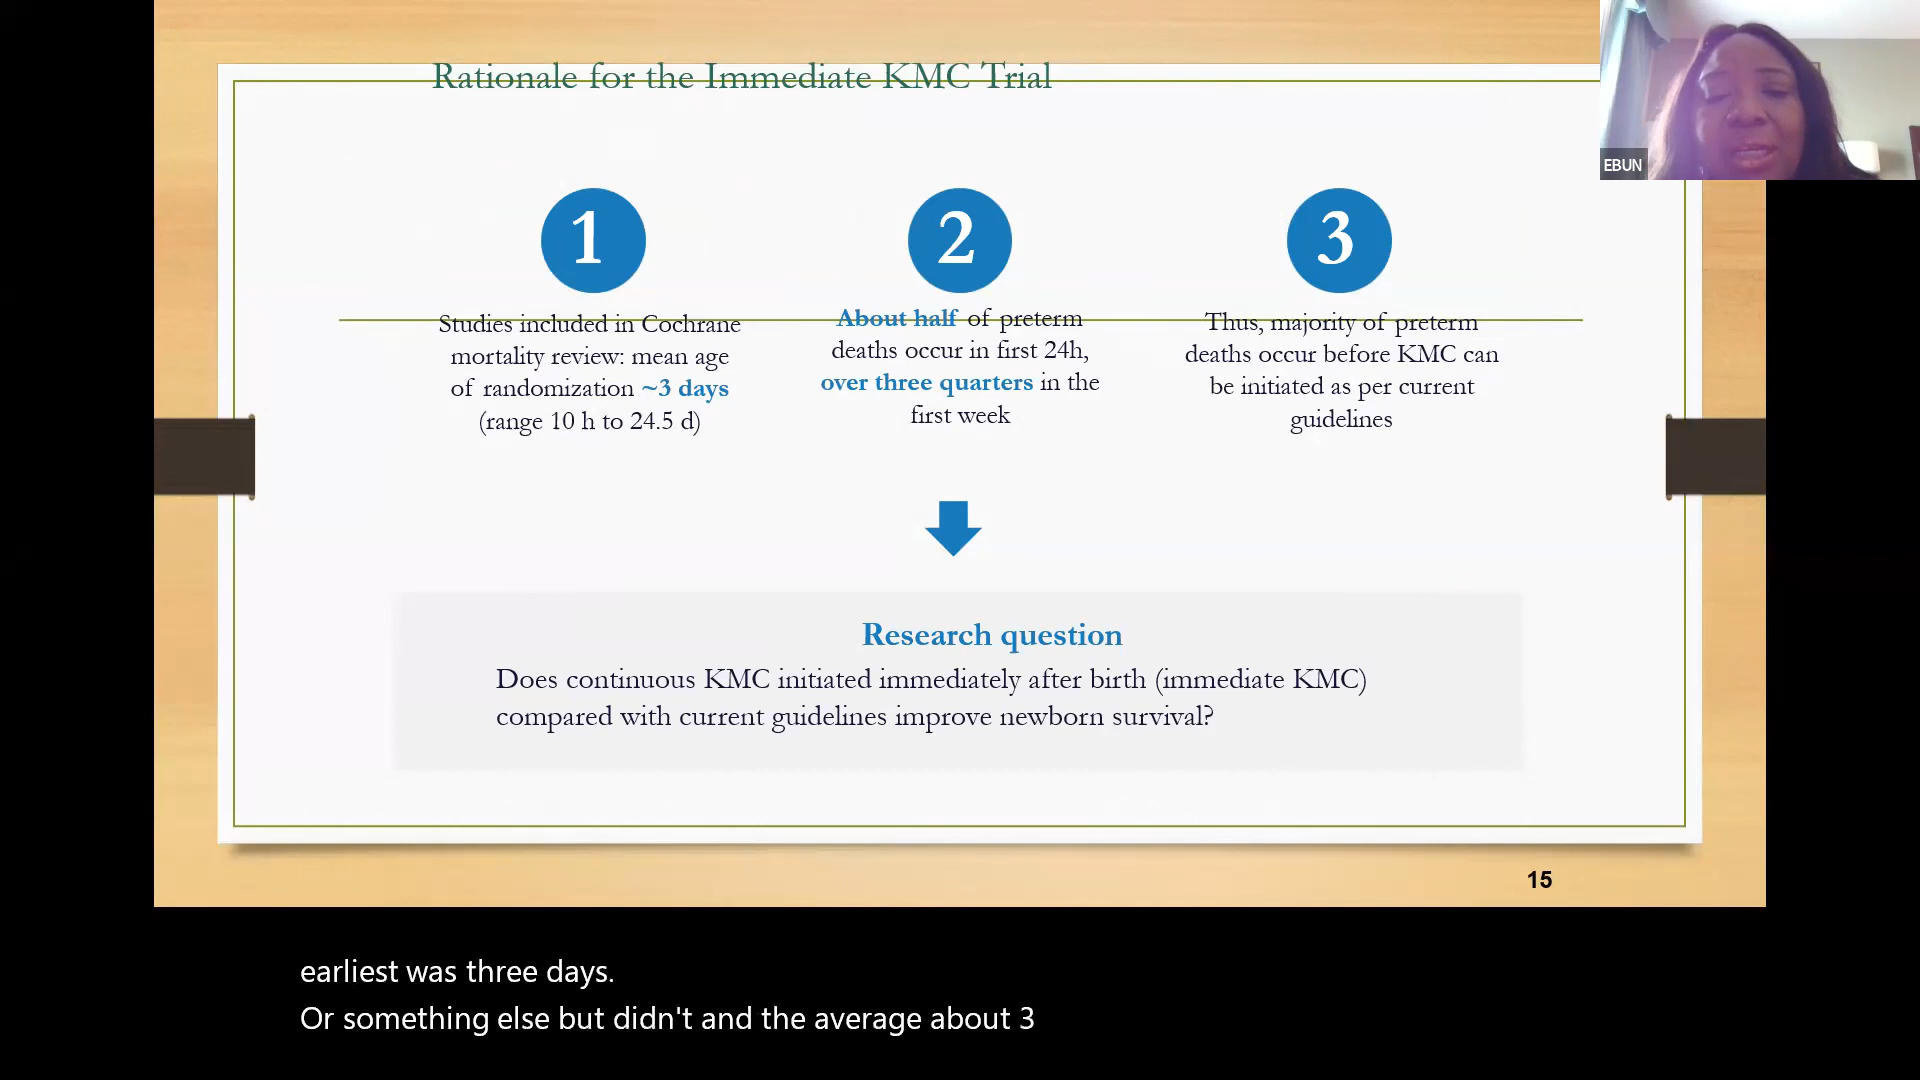 Rationale for the Immediate KMC Trial
EBUN
1
2
3
Studies included in Cochrane
mortality review: mean age
of randomization ~3 days
(range 10 h to 24.5 d)
About half of preterm
deaths occur in first 24h,
over three quarters in the
first week
Thus, majority of preterm
deaths occur before KMC can
be initiated as per current
guidelines
Research question
Does continuous KMC initiated immediately after birth (immediate KMC)
compared with current guidelines improve newborn survival?
15
earliest was three days.
Or something else but didn't and the average about 3